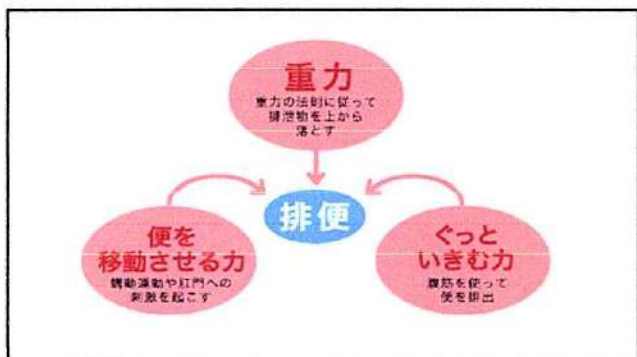 重力
重力の法則に従って
排泄物を上から
落とす
排便
便を
移動させる力
蠕動運動や肛門への
刺激を起こす
ぐっと
いきむ力
腹筋を使って
便を排出